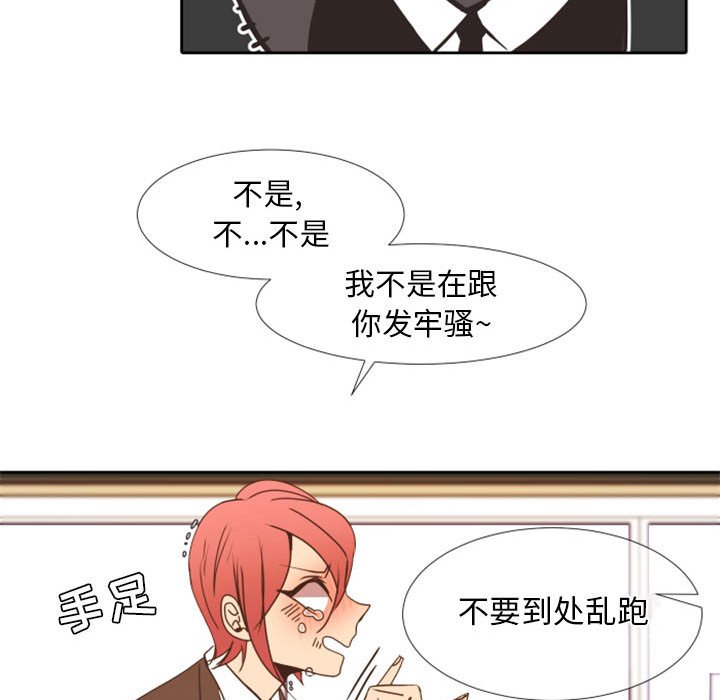 不是,
不...不是
我不是在跟
你发牢骚~
手足
不要到处乱跑